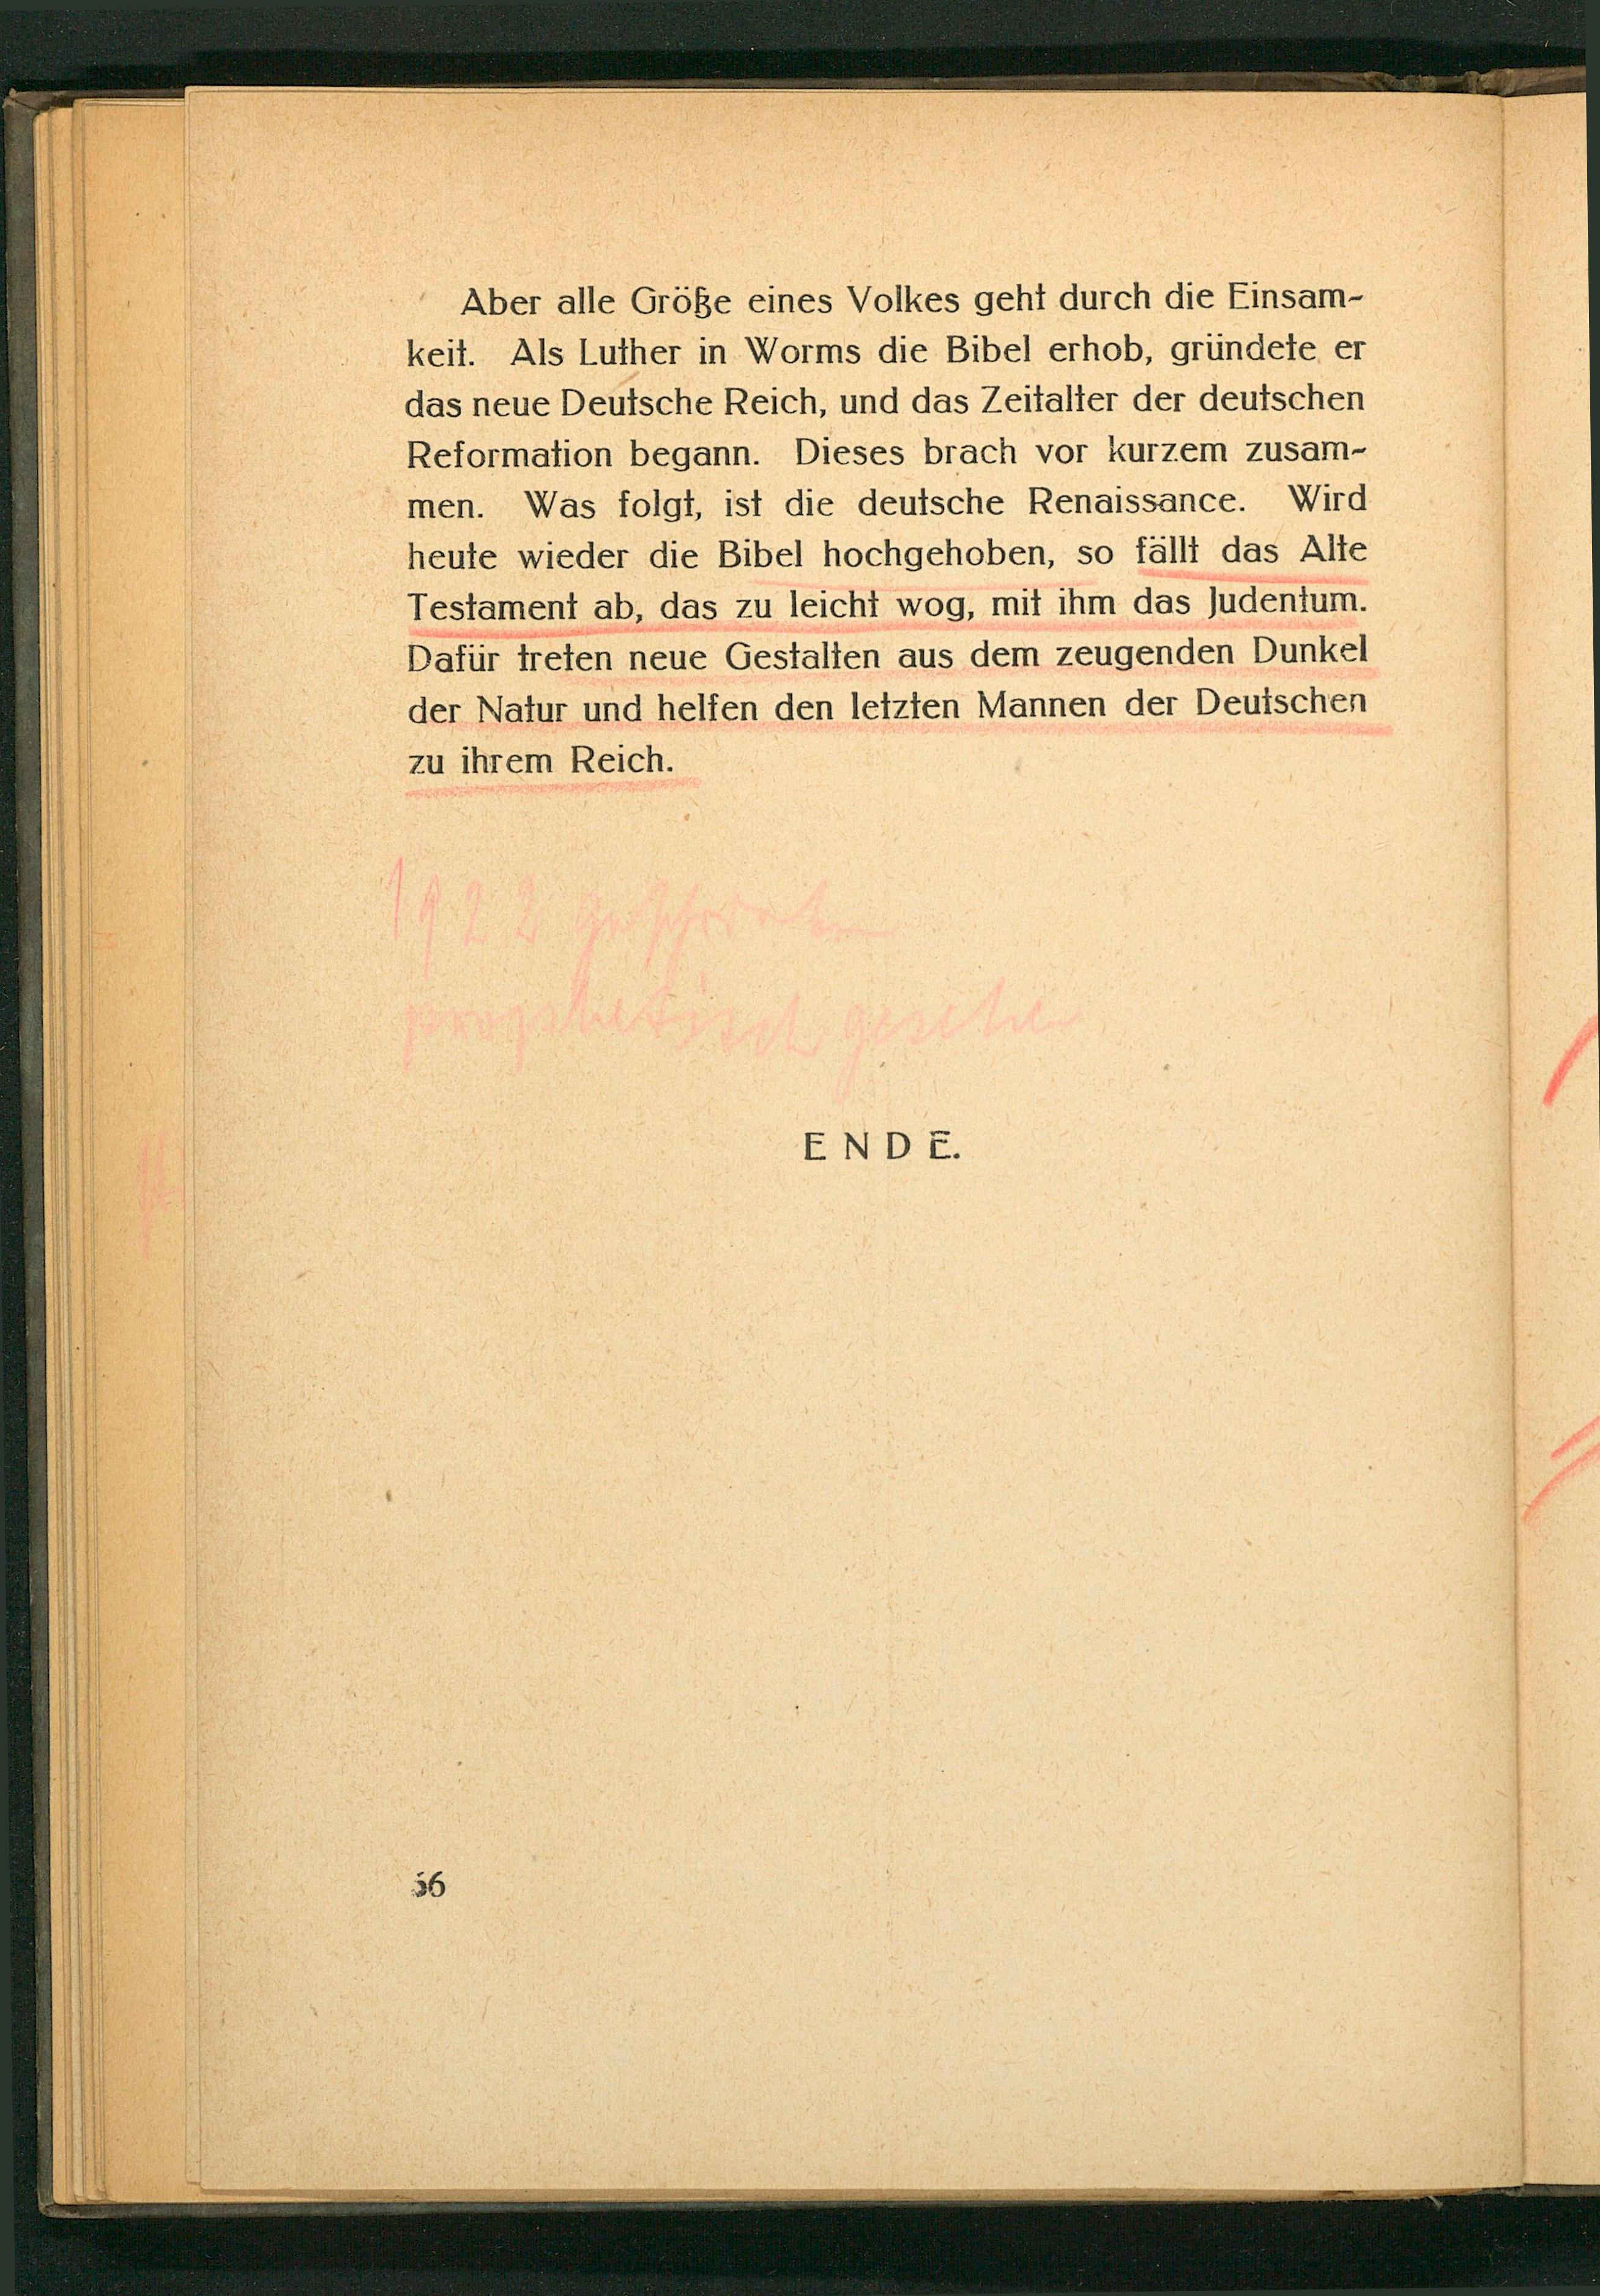 Aber alle Größe eines Volkes geht durch die Einsam-
keit. Als Luther in Worms die Bibel erhob, gründete er
das neue Deutsche Reich, und das Zeitalter der deutschen
Reformation begann. Dieses brach vor kurzem zusam-
men. Was folgt, ist die deutsche Renaissance. Wird
heute wieder die Bibel hochgehoben, so fällt das Alte
Testament ab, das zu leicht wog, mit ihm das Judentum.
Dafür treten neue Gestalten aus dem zeugenden Dunkel
der Natur und helfen den letzten Mannen der Deutschen
zu ihrem Reich.
1922 geschrieben
prophetisch gesehen
ENDE.
56